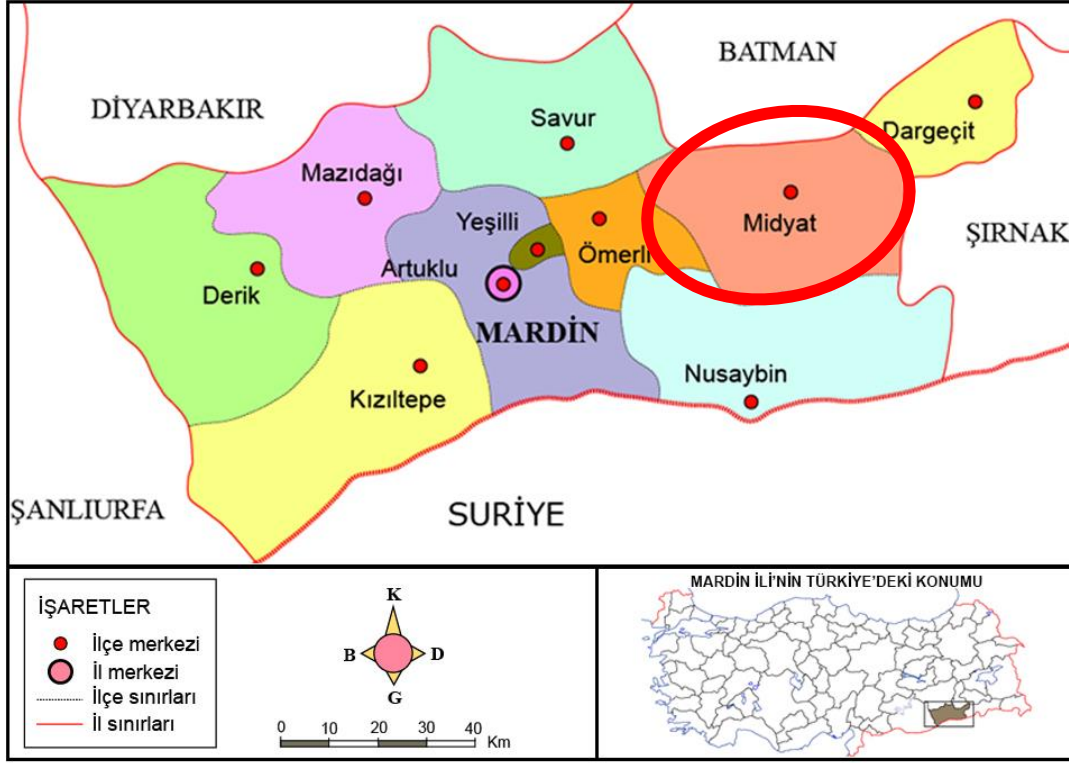 BATMAN
DİYARBAKIR
Savur
Dargeçit
Mazıdağı
Yeşilli
Midyat
ŞIRNAK
Ömerli
Artuklu
Derik
MARDİN
Nusaybin
Kızıltepe
ŞANLIURFA
SURİYE
İŞARETLER
İlçe merkezi
İl merkezi
İlçe sınırları
İl sınırları
K
B D
G
0 10 20 30 40
Km
MARDİN İLİ'NİN TÜRKİYE'DEKİ KONUMU